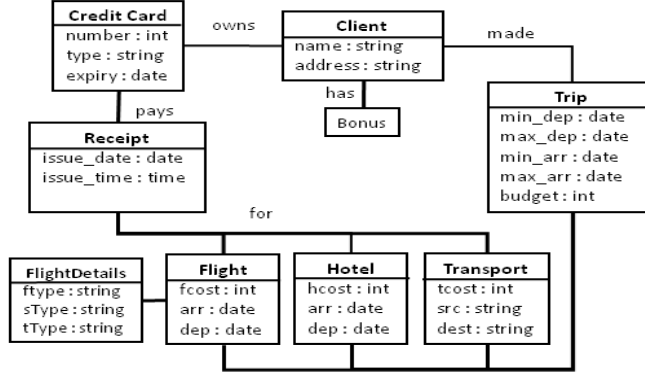 Credit Card
number : int
type : string
expiry : date
owns
Client
name : string
address : string
made
has
Bonus
Trip
min_dep : date
max_dep : date
min_arr : date
max_arr : date
budget : int
pays
Receipt
issue_date : date
issue_time : time
for
FlightDetails
ftype : string
sType : string
tType : string
Flight
fcost : int
arr : date
dep : date
Hotel
hcost : int
arr : date
dep : date
Transport
tcost : int
src : string
dest : string